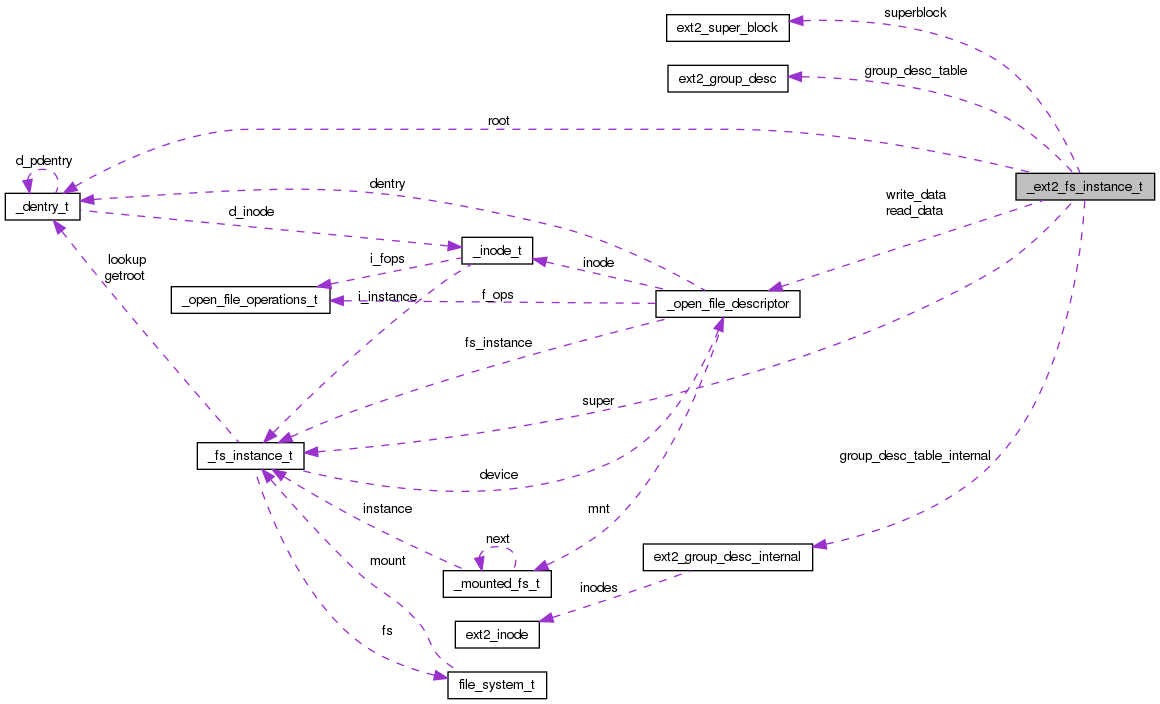 superblock
ext2_super_block
group_desc_table
ext2_group_desc
root
d_pdentry
dentry
_ext2_fs_instance_t
write_data
read_data
_dentry_t
d_inode
_inode_t
lookup
getroot
i_fops
inode
_open_file_operations_t
i_instance
f_ops
_open_file_descriptor
fs_instance
super
_fs_instance_t
group_desc_table_internal
device
instance
mnt
next
ext2_group_desc_internal
mount
_mounted_fs_t
inodes
fs
ext2_inode
file_system_t